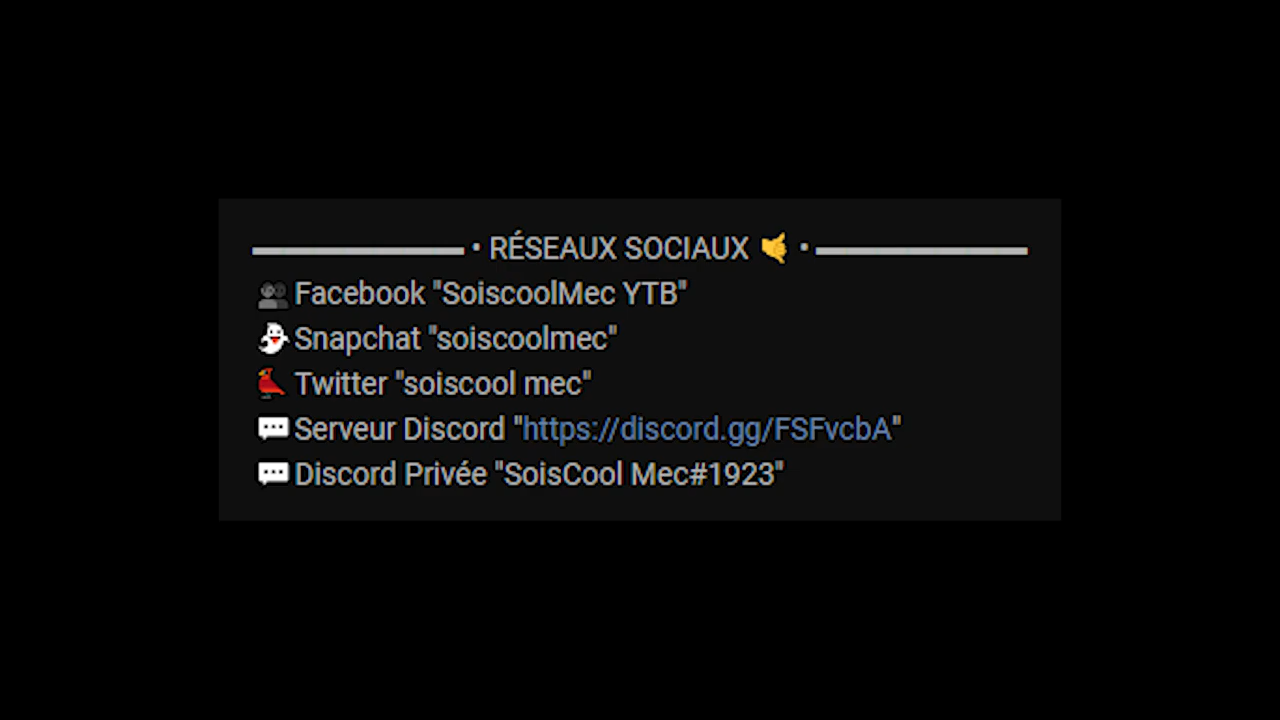 • RÉSEAUX SOCIAUX 🤙 •
👥Facebook "SoiscoolMec YTB"
👻Snapchat "soiscoolmec"
🐦 Twitter "soiscool mec"
💬Serveur Discord "https://discord.gg/FSFvcbA"
💬Discord Privée "SoisCool Mec#1923"